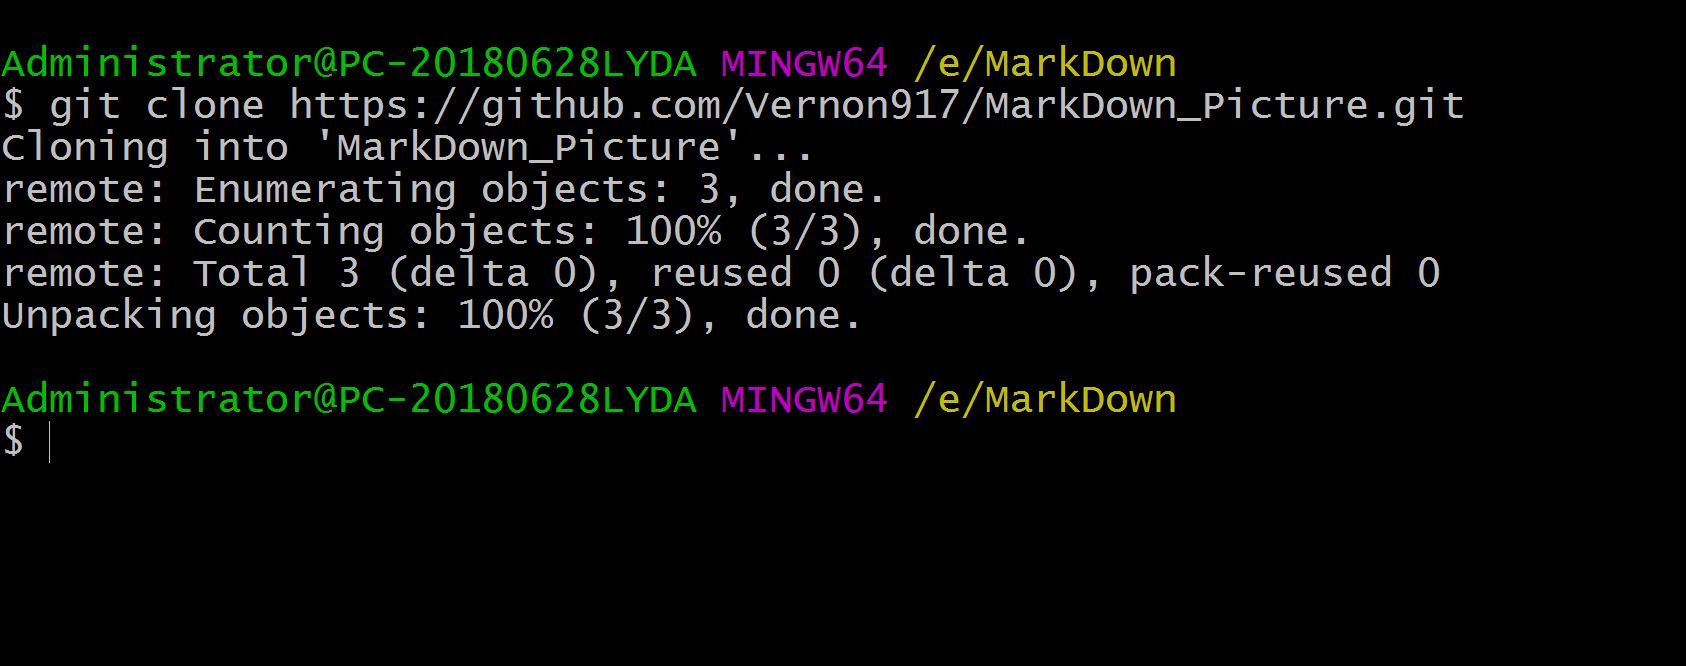 Administrator@PC-20180628LYDA MINGW64 /e/MarkDown
$ git clone https://github.com/Vernon917/MarkDown_Picture.git
Cloning into 'MarkDown_Picture'...
remote: Enumerating objects: 3, done.
remote: Counting objects: 100% (3/3), done.
remote: Total 3 (delta 0), reused 0 (delta 0), pack-reused 0
Unpacking objects: 100% (3/3), done.
Administrator@PC-20180628LYDA MINGW64 /e/MarkDown
$